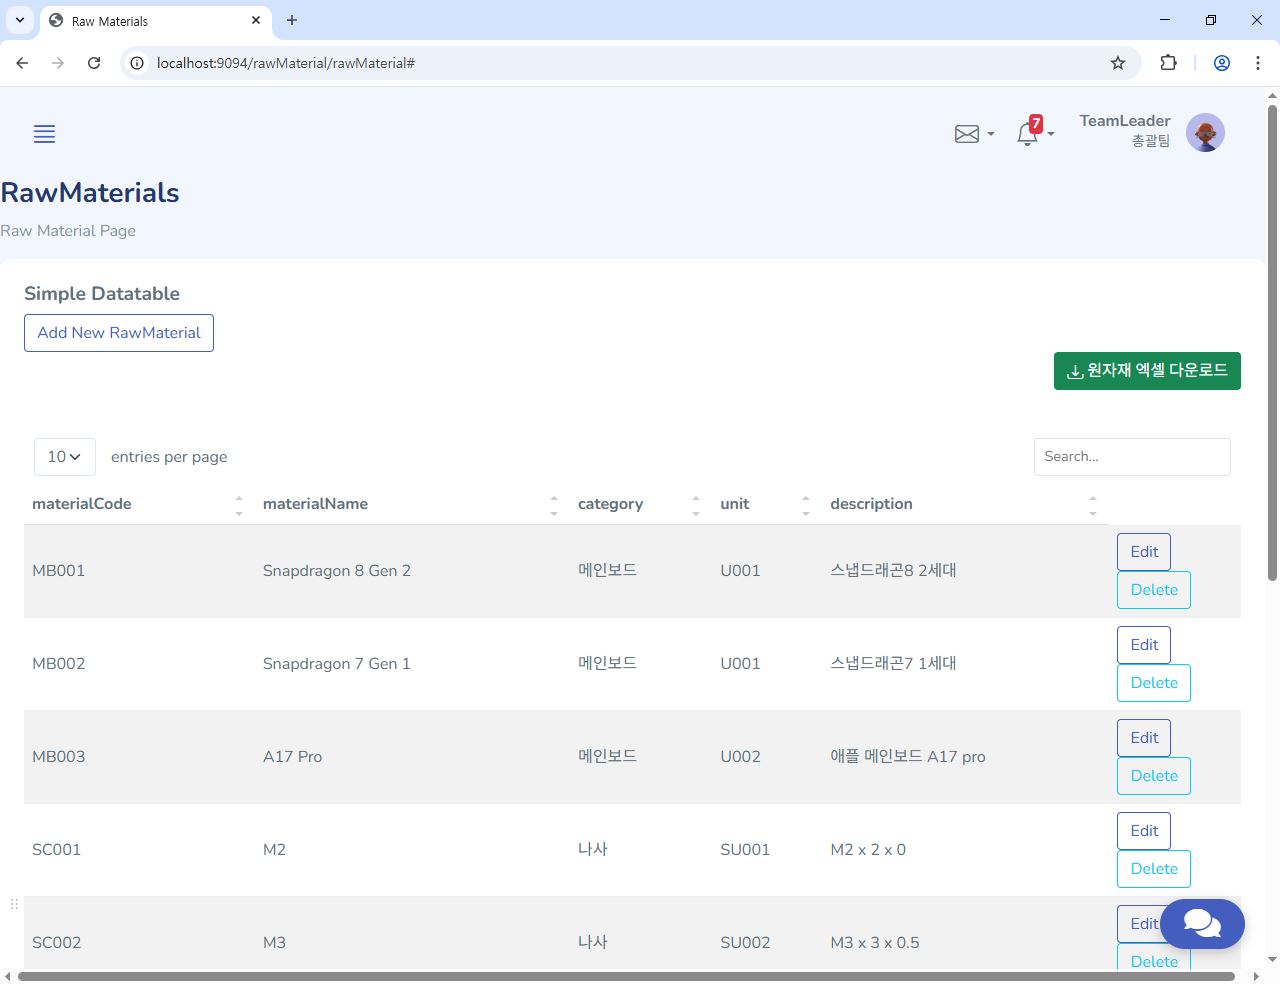 Raw Materials
localhost:9094/rawMaterial/rawMaterial#
7
TeamLeader
총괄팀
RawMaterials
Raw Material Page
Simple Datatable
Add New RawMaterial
원자재 엑셀 다운로드
10 entries per page
Search...
materialCode materialName category unit description
MB001 Snapdragon 8 Gen 2 메인보드 U001 스냅드래곤8 2세대 Edit
Delete
MB002 Snapdragon 7 Gen 1 메인보드 U001 스냅드래곤7 1세대 Edit
Delete
MB003 A17 Pro 메인보드 U002 애플 메인보드 A17 pro Edit
Delete
SC001 M2 나사 SU001 M2 x 2 x 0 Edit
Delete
SC002 M3 나사 SU002 M3 x 3 x 0.5 Edit
Delete